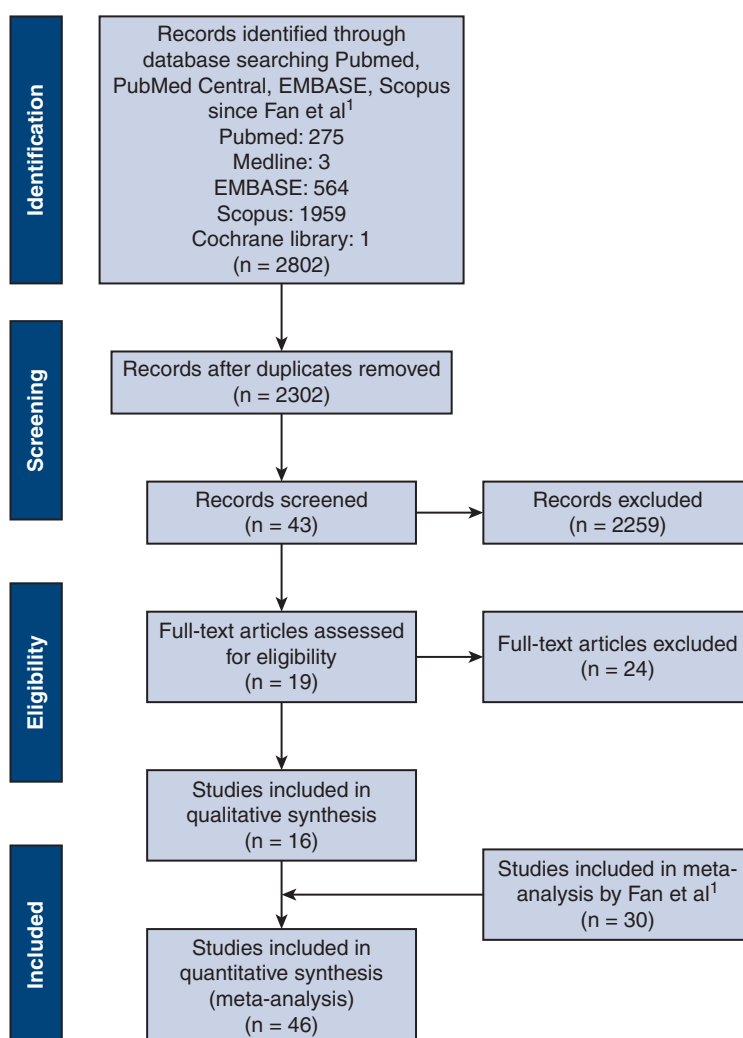 Identification
Records identified through
database searching Pubmed,
PubMed Central, EMBASE, Scopus
since Fan et al¹
Pubmed: 275
Medline: 3
EMBASE: 564
Scopus: 1959
Cochrane library: 1
(n = 2802)
Screening
Records after duplicates removed
(n = 2302)
Records screened
(n = 43)
Records excluded
(n = 2259)
Eligibility
Full-text articles assessed
for eligibility
(n = 19)
Full-text articles excluded
(n = 24)
Studies included in
qualitative synthesis
(n = 16)
Included
Studies included in meta-
analysis by Fan et al¹
(n = 30)
Studies included in
quantitative synthesis
(meta-analysis)
(n = 46)